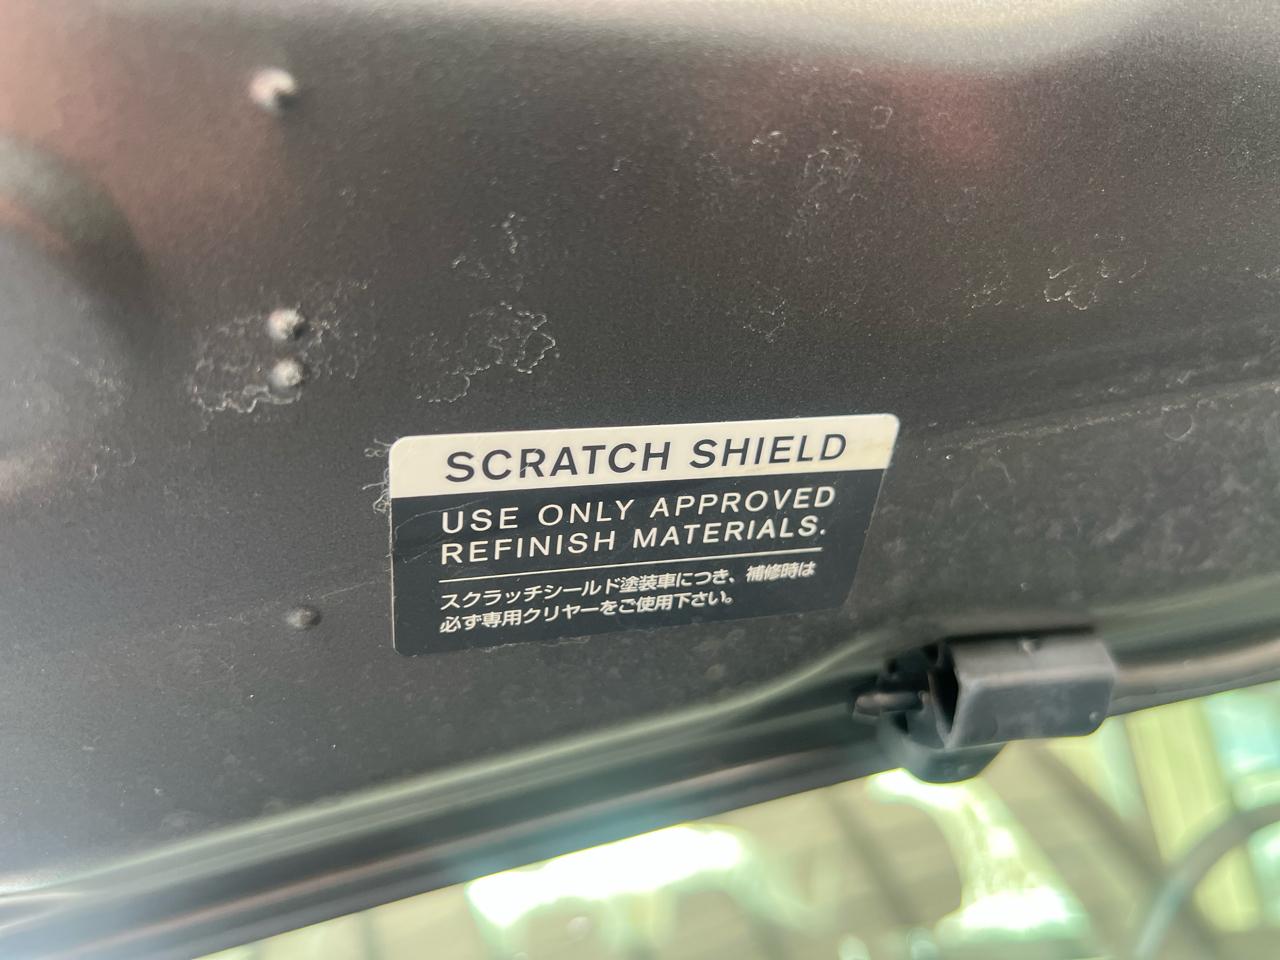 SCRATCH SHIELD
USE ONLY APPROVED
REFINISH MATERIALS.
スクラッチシールド塗装車につき、補修時は
必ず専用クリヤーをご使用下さい。